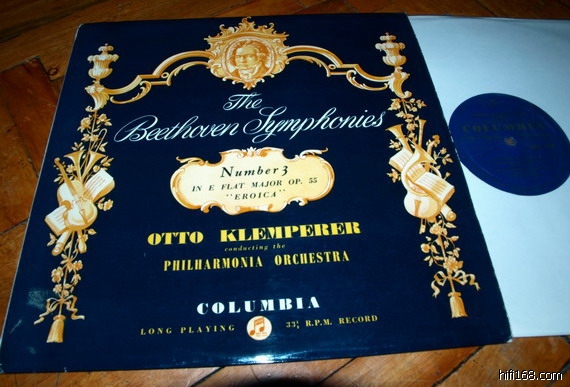 The
Beethoven Symphonies
Number 3
IN E FLAT MAJOR OP. 55
"EROICA"
OTTO KLEMPERER
conducting the
PHILHARMONIA ORCHESTRA
COLUMBIA
LONG PLAYING 33⅓ R.P.M. RECORD
COLUMBIA
hifi168.com